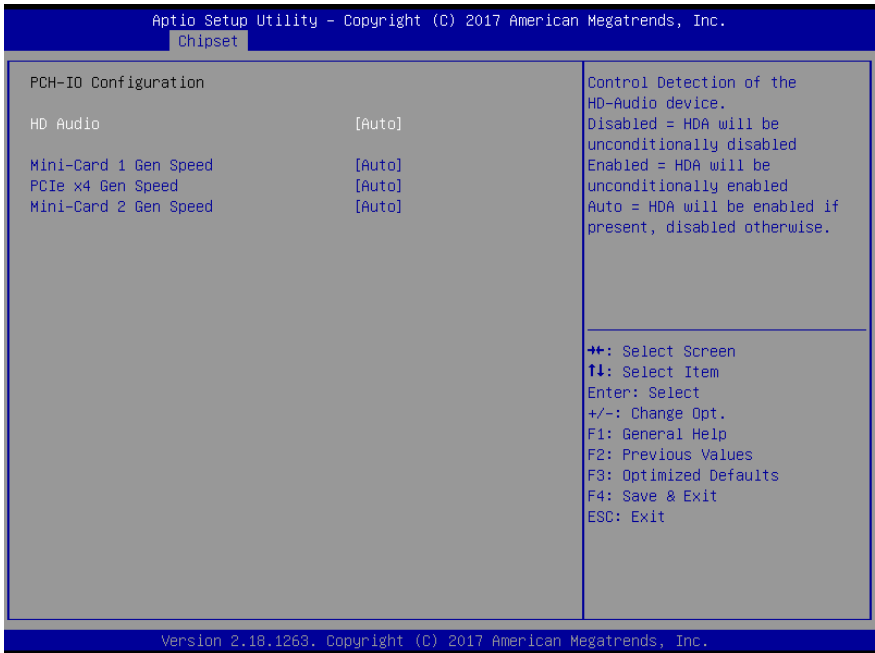 Aptio Setup Utility – Copyright (C) 2017 American Megatrends, Inc.
Chipset
PCH-IO Configuration
HD Audio [Auto]
Mini-Card 1 Gen Speed [Auto]
PCIe x4 Gen Speed [Auto]
Mini-Card 2 Gen Speed [Auto]
Control Detection of the
HD-Audio device.
Disabled = HDA will be
unconditionally disabled
Enabled = HDA will be
unconditionally enabled
Auto = HDA will be enabled if
present, disabled otherwise.
→←: Select Screen
↑↓: Select Item
Enter: Select
+/-: Change Opt.
F1: General Help
F2: Previous Values
F3: Optimized Defaults
F4: Save & Exit
ESC: Exit
Version 2.18.1263. Copyright (C) 2017 American Megatrends, Inc.